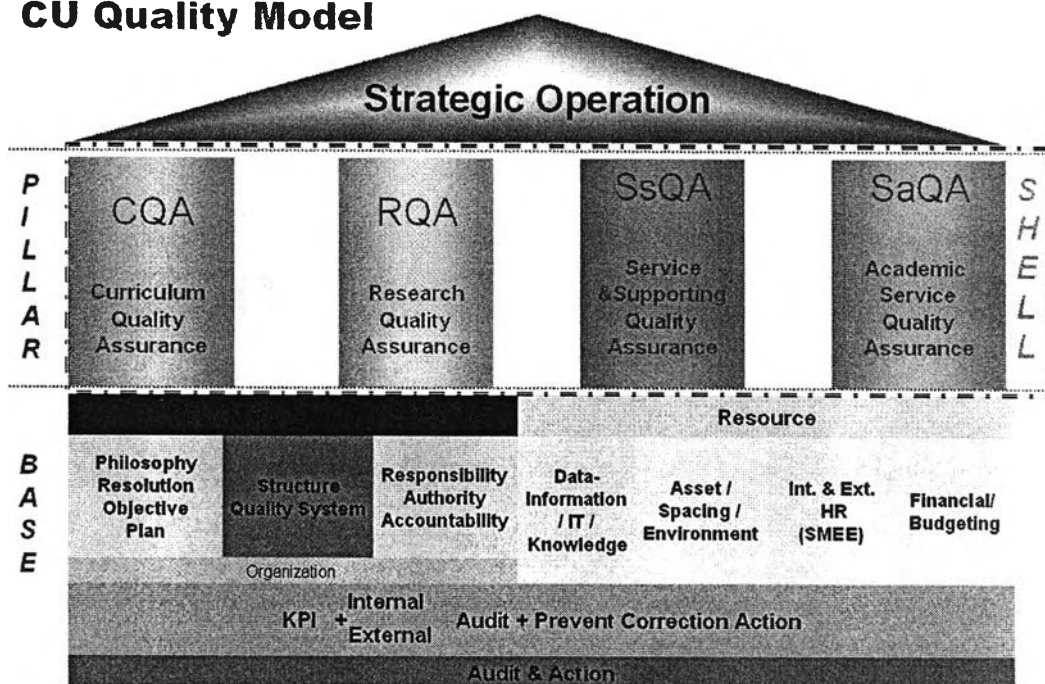 CU Quality Model
Strategic Operation
PILLAR
CQA
Curriculum
Quality
Assurance
RQA
Research
Quality
Assurance
SsQA
Service
&Supporting
Quality
Assurance
SaQA
Academic
Service
Quality
Assurance
SHELL
BASE
Resource
Philosophy
Resolution
Objective
Plan
Structure
Quality System
Responsibility
Authority
Accountability
Data-
Information
/ IT /
Knowledge
Asset /
Spacing /
Environment
Int. & Ext.
HR
(SMEE)
Financial/
Budgeting
Organization
KPI + Internal
External
Audit + Prevent Correction Action
Audit & Action